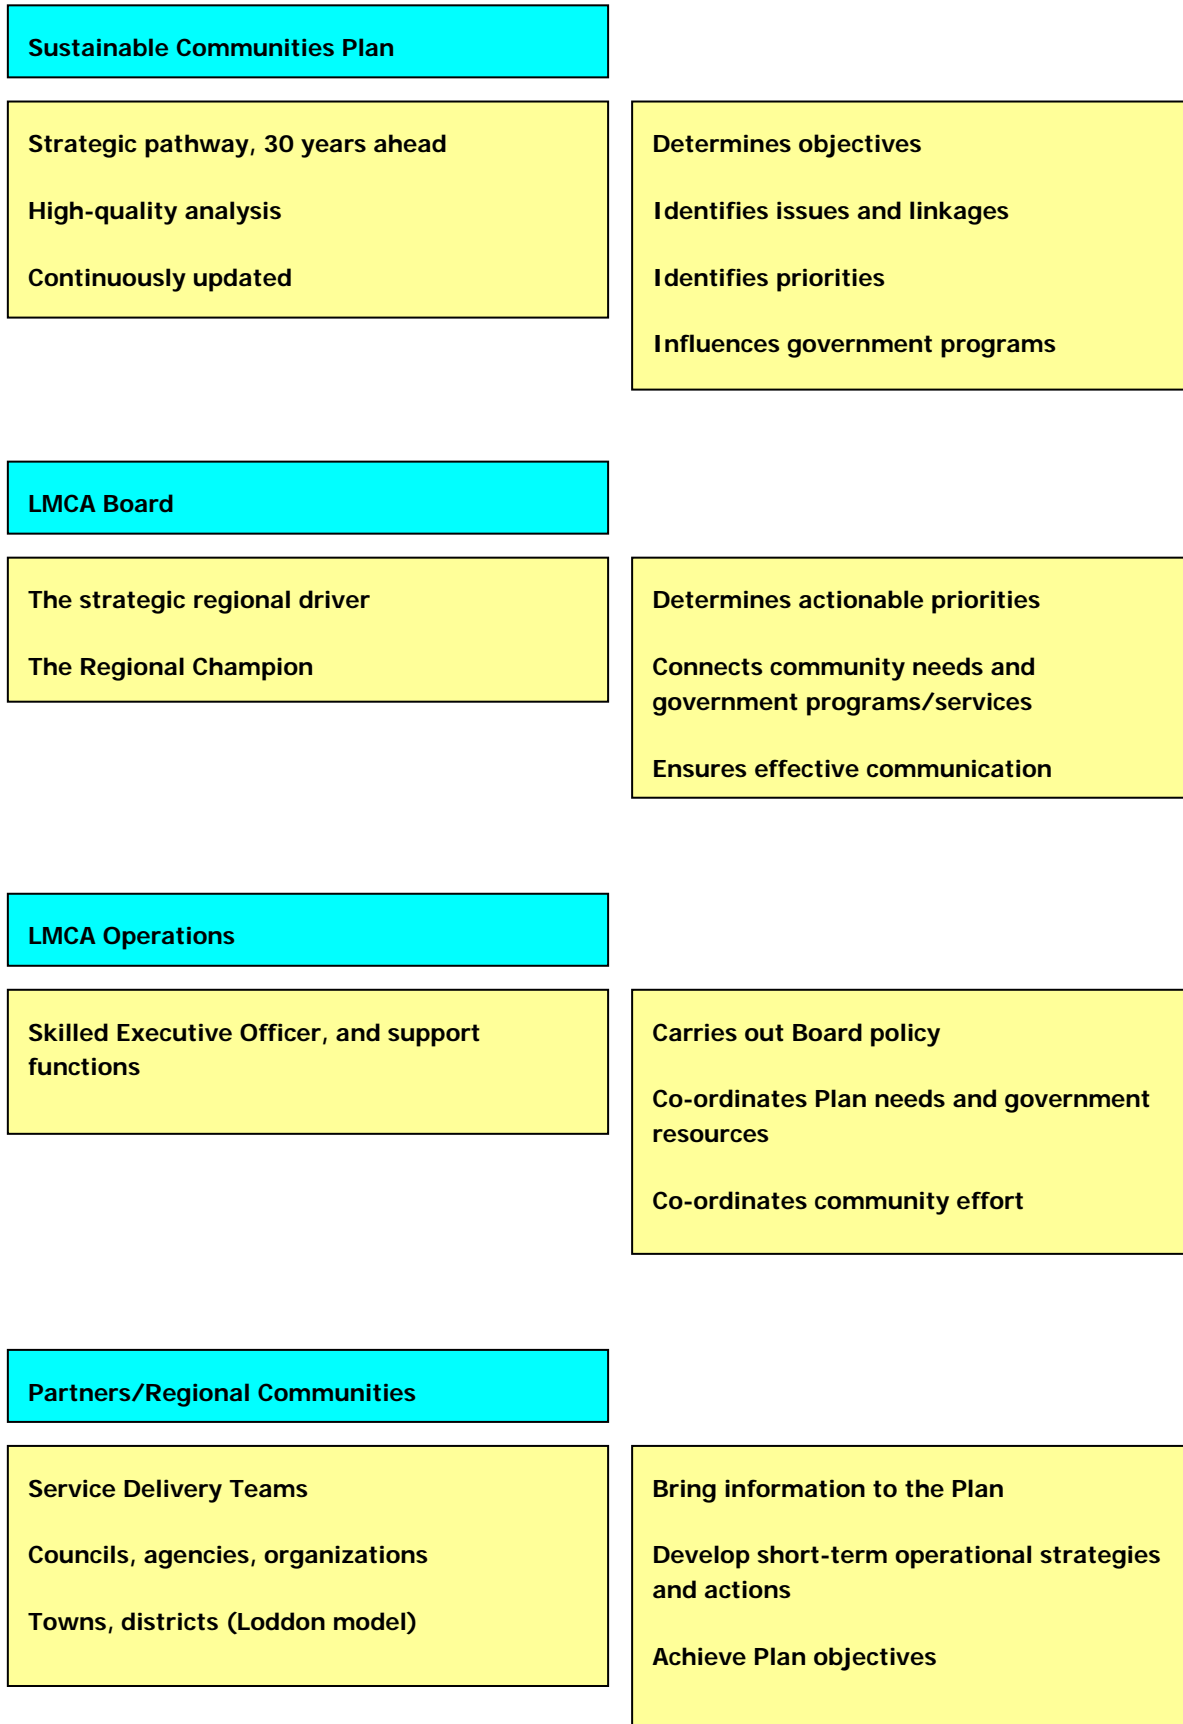 Sustainable Communities Plan
Strategic pathway, 30 years ahead
High-quality analysis
Continuously updated
Determines objectives
Identifies issues and linkages
Identifies priorities
Influences government programs
LMCA Board
The strategic regional driver
The Regional Champion
Determines actionable priorities
Connects community needs and
government programs/services
Ensures effective communication
LMCA Operations
Skilled Executive Officer, and support
functions
Carries out Board policy
Co-ordinates Plan needs and government
resources
Co-ordinates community effort
Partners/Regional Communities
Service Delivery Teams
Councils, agencies, organizations
Towns, districts (Loddon model)
Bring information to the Plan
Develop short-term operational strategies
and actions
Achieve Plan objectives